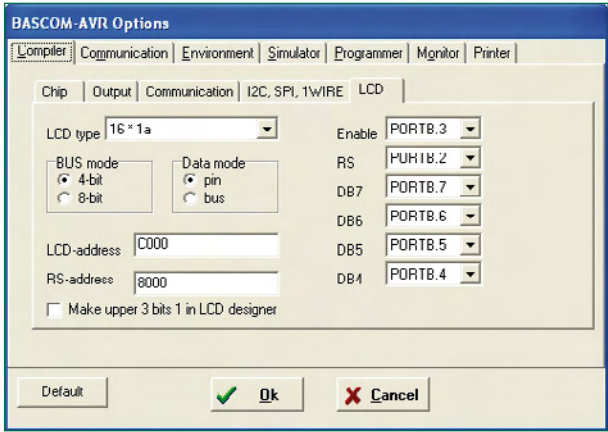 BASCOM-AVR Options
Compiler Communication Environment Simulator Programmer Monitor Printer
Chip Output Communication I2C, SPI, 1WIRE LCD
LCD type 16 * 1a
BUS mode
4-bit
8-bit
Data mode
pin
bus
LCD-address C000
RS-address 8000
Make upper 3 bits 1 in LCD designer
Enable PORTB.3
RS PORTB.2
DB7 PORTB.7
DB6 PORTB.6
DB5 PORTB.5
DB4 PORTB.4
Default Ok Cancel